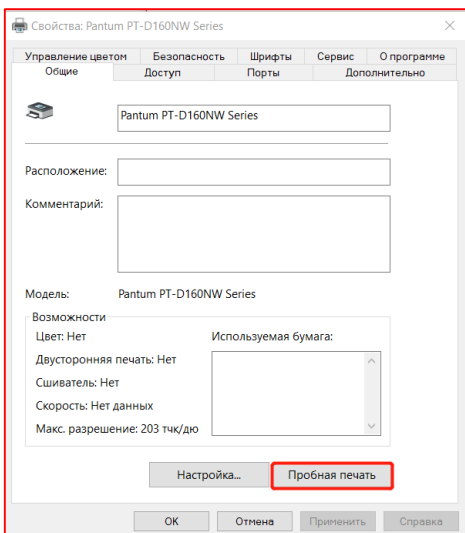 Свойства: Pantum PT-D160NW Series
Управление цветом Безопасность Шрифты Сервис О программе
Общие Доступ Порты Дополнительно
Pantum PT-D160NW Series
Расположение:
Комментарий:
Модель: Pantum PT-D160NW Series
Возможности
Цвет: Нет Используемая бумага:
Двусторонняя печать: Нет
Сшиватель: Нет
Скорость: Нет данных
Макс. разрешение: 203 тчк/дю
Настройка... Пробная печать
ОК Отмена Применить Справка